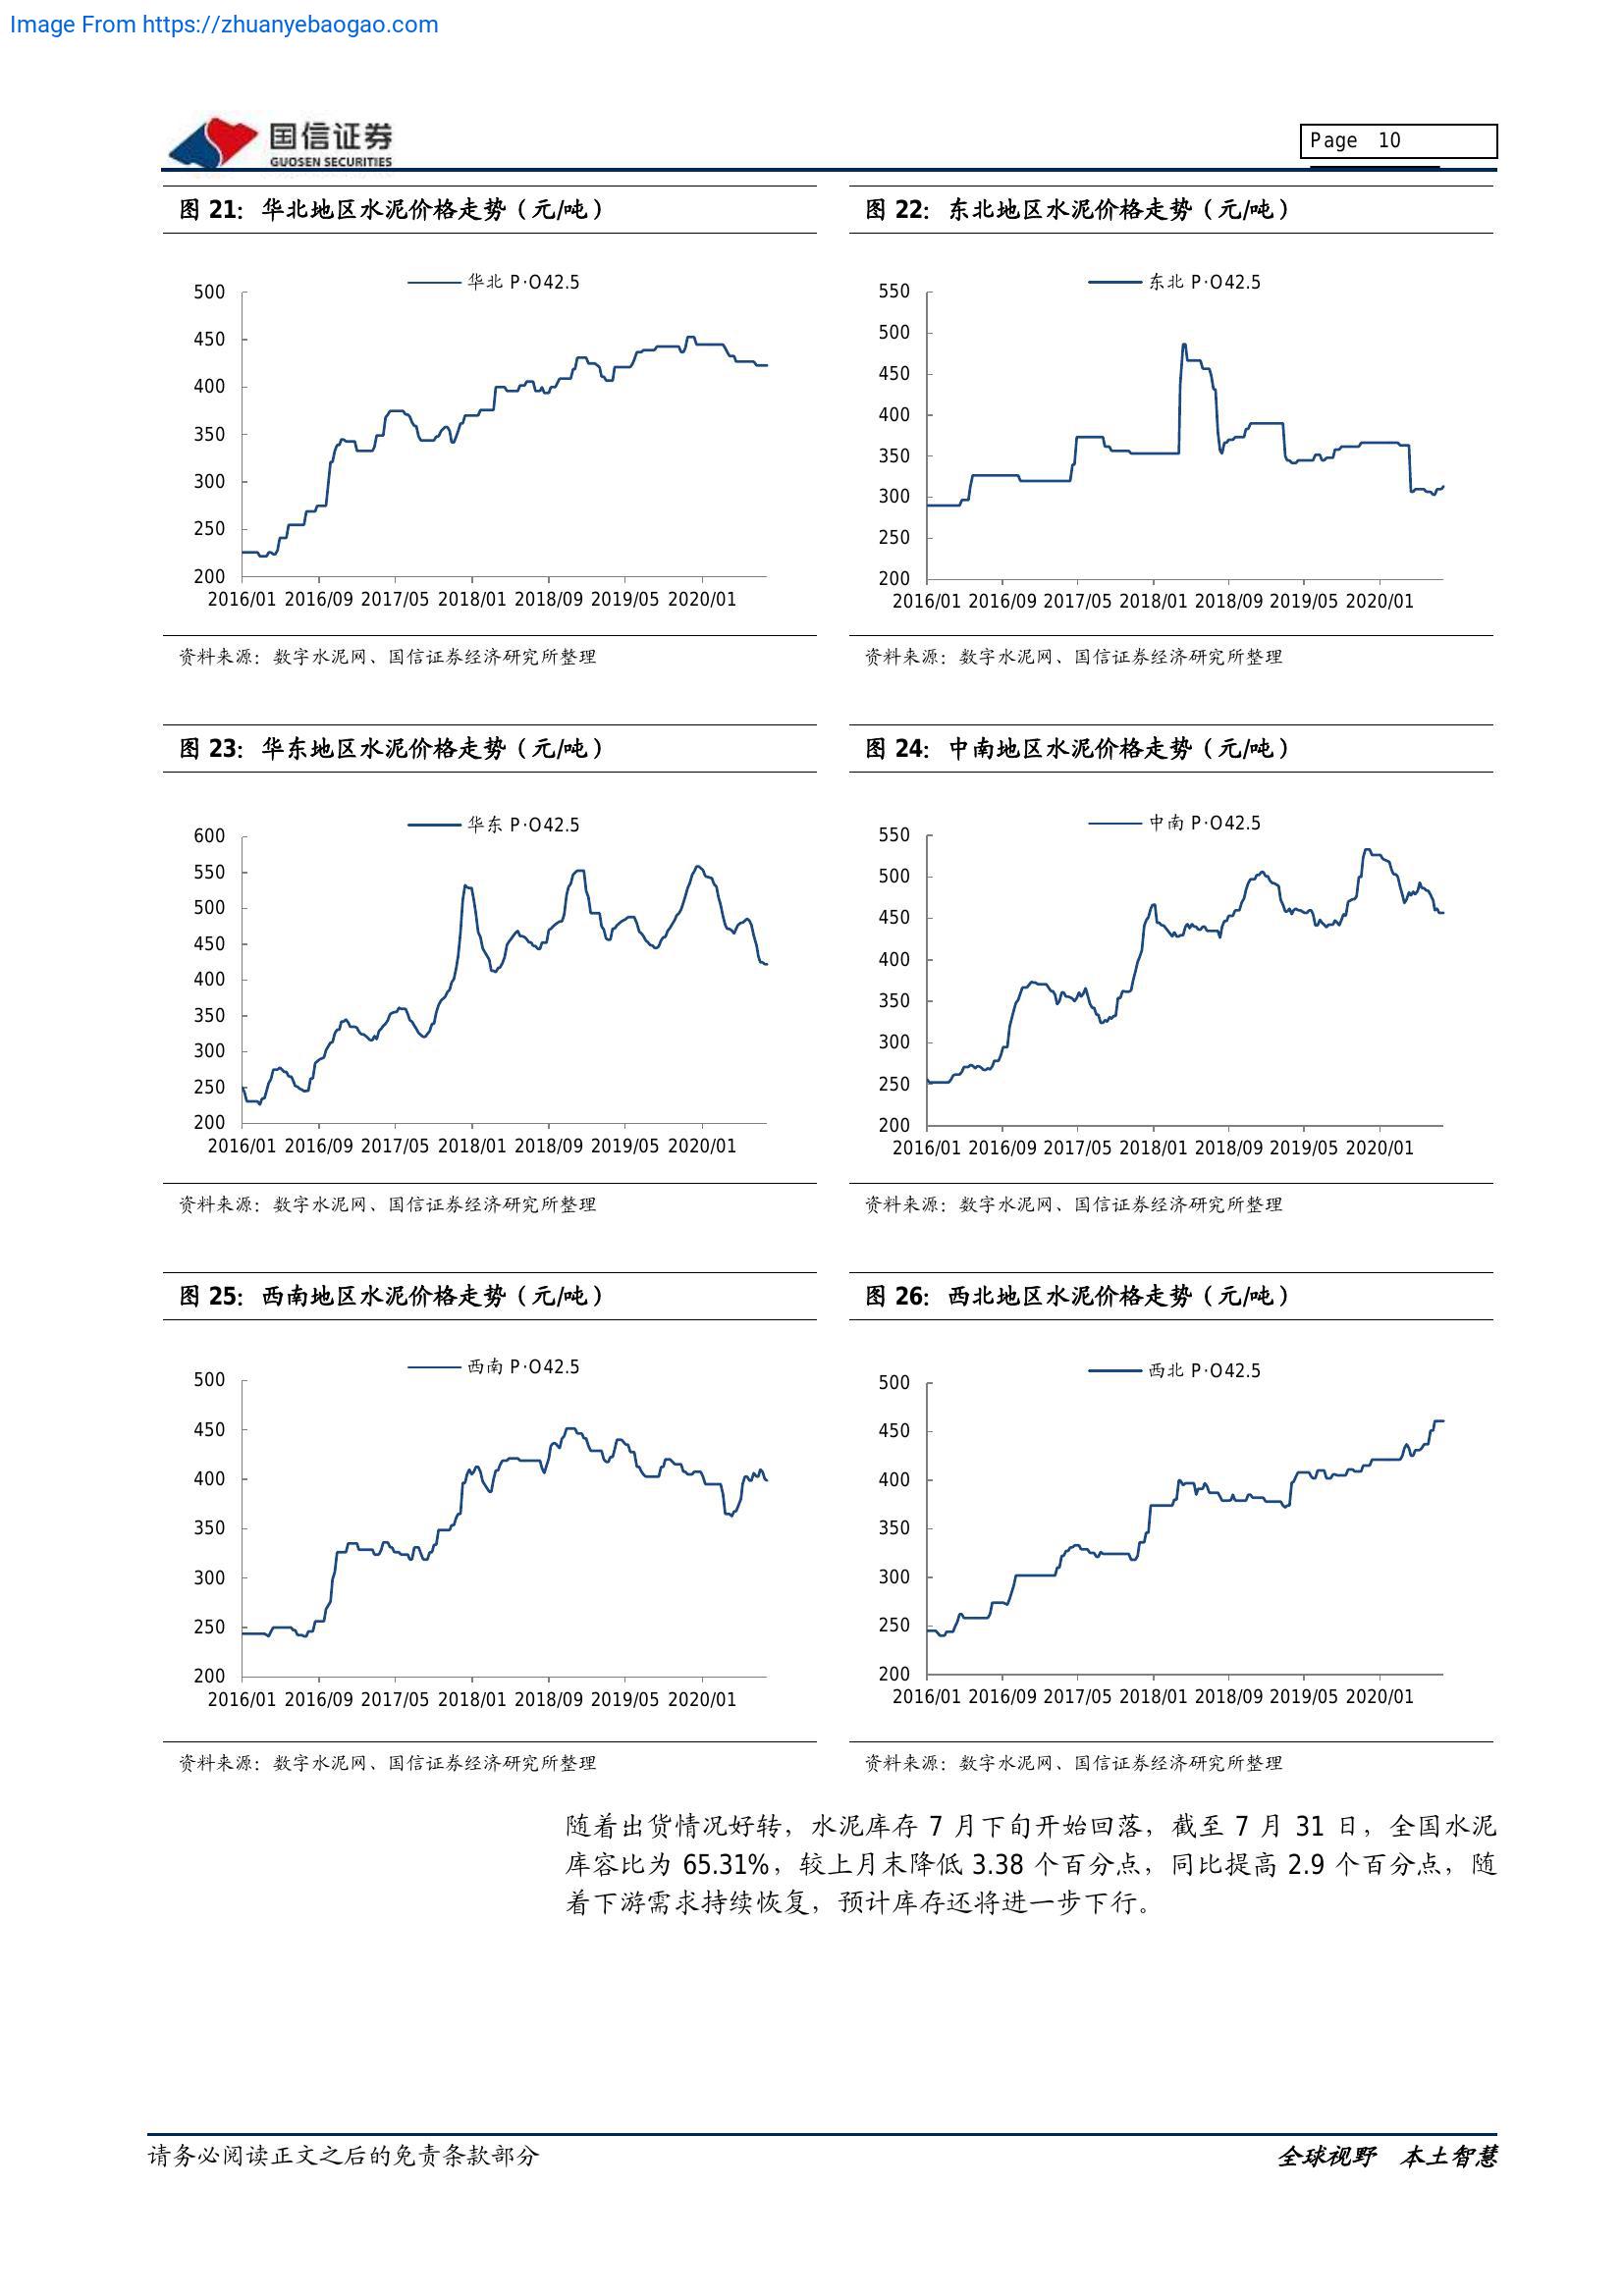 Image From https://zhuanyebaogao.com
国信证券
GUOSEN SECURITIES
Page 10
图 21：华北地区水泥价格走势（元/吨）
图 22：东北地区水泥价格走势（元/吨）
华北 P·O42.5
500
450
400
350
300
250
200
2016/01 2016/09 2017/05 2018/01 2018/09 2019/05 2020/01
东北 P·O42.5
550
500
450
400
350
300
250
200
2016/01 2016/09 2017/05 2018/01 2018/09 2019/05 2020/01
资料来源：数字水泥网、国信证券经济研究所整理
资料来源：数字水泥网、国信证券经济研究所整理
图 23：华东地区水泥价格走势（元/吨）
图 24：中南地区水泥价格走势（元/吨）
华东 P·O42.5
600
550
500
450
400
350
300
250
200
2016/01 2016/09 2017/05 2018/01 2018/09 2019/05 2020/01
中南 P·O42.5
550
500
450
400
350
300
250
200
2016/01 2016/09 2017/05 2018/01 2018/09 2019/05 2020/01
资料来源：数字水泥网、国信证券经济研究所整理
资料来源：数字水泥网、国信证券经济研究所整理
图 25：西南地区水泥价格走势（元/吨）
图 26：西北地区水泥价格走势（元/吨）
西南 P·O42.5
500
450
400
350
300
250
200
2016/01 2016/09 2017/05 2018/01 2018/09 2019/05 2020/01
西北 P·O42.5
500
450
400
350
300
250
200
2016/01 2016/09 2017/05 2018/01 2018/09 2019/05 2020/01
资料来源：数字水泥网、国信证券经济研究所整理
资料来源：数字水泥网、国信证券经济研究所整理
随着出货情况好转，水泥库存 7 月下旬开始回落，截至 7 月 31 日，全国水泥
库容比为 65.31%，较上月末降低 3.38 个百分点，同比提高 2.9 个百分点，随
着下游需求持续恢复，预计库存还将进一步下行。
请务必阅读正文之后的免责条款部分
全球视野 本土智慧